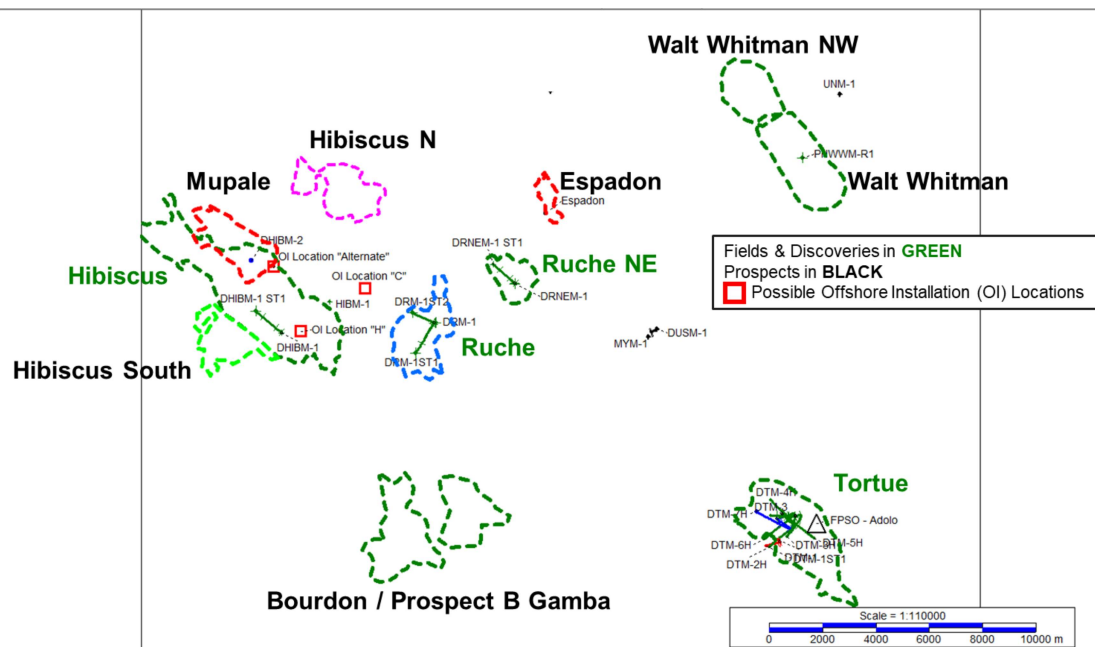 Walt Whitman NW
UNM-1
Hibiscus N
PHWWM-R1
Mupale
Espadon
Walt Whitman
Espadon
DHIBM-2
DRNEM-1 ST1
Fields & Discoveries in GREEN
OI Location "Alternate"
Ruche NE
Prospects in BLACK
Hibiscus
OI Location "C"
Possible Offshore Installation (OI) Locations
DRNEM-1
DHIBM-1 ST1
HIBM-1
DRM-1ST2
DRM-1
OI Location "H"
DUSM-1
MYM-1
DHIBM-1
Ruche
DRM-1ST1
Hibiscus South
Tortue
DTM-4H
DTM-3
DTM-7H
FPSO - Adolo
DTM-6H
DTM-5H
DTM-2H
DTM-1ST1
Bourdon / Prospect B Gamba
Scale = 1:110000
0 2000 4000 6000 8000 10000 m